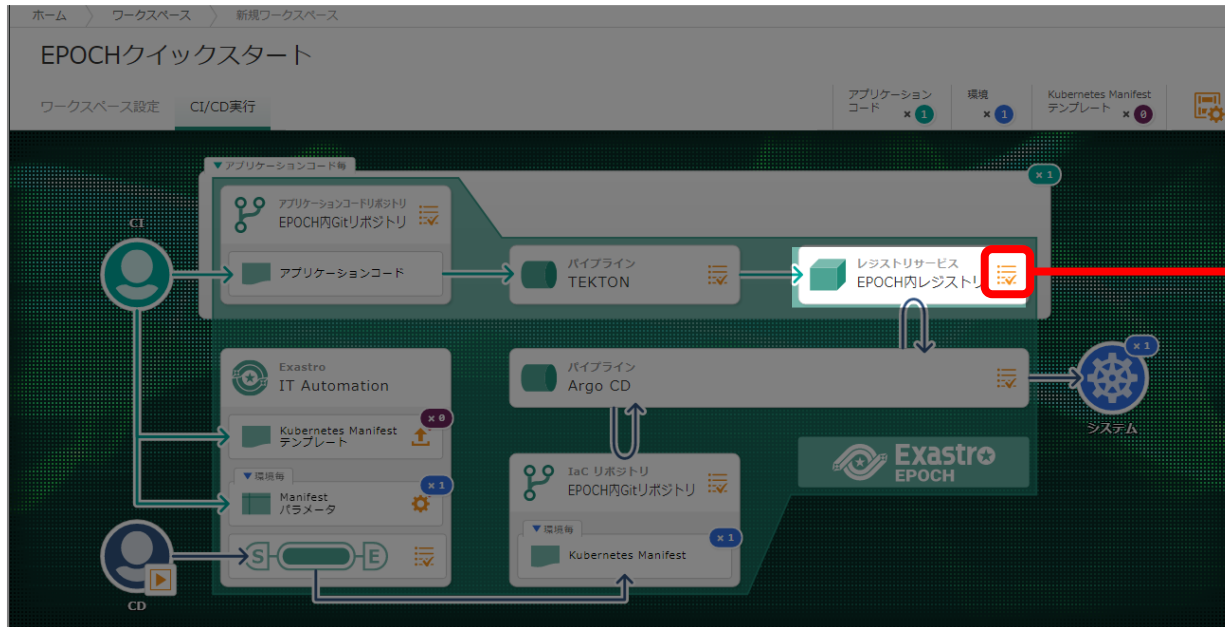 ホーム 〉 ワークスペース 〉 新規ワークスペース
EPOCHクイックスタート
ワークスペース設定 CI/CD実行
アプリケーション
コード ×1
環境
×1
Kubernetes Manifest
テンプレート ×0
▼アプリケーションコード毎
×1
アプリケーションコードリポジトリ
EPOCH内Gitリポジトリ
CI
アプリケーションコード
パイプライン
TEKTON
レジストリサービス
EPOCH内レジストリ
Exastro
IT Automation
パイプライン
Argo CD
×1
システム
Kubernetes Manifest
テンプレート
×0
▼環境毎
×1
Manifest
パラメータ
IaC リポジトリ
EPOCH内Gitリポジトリ
Exastro
EPOCH
▼環境毎
×1
Kubernetes Manifest
S E
CD